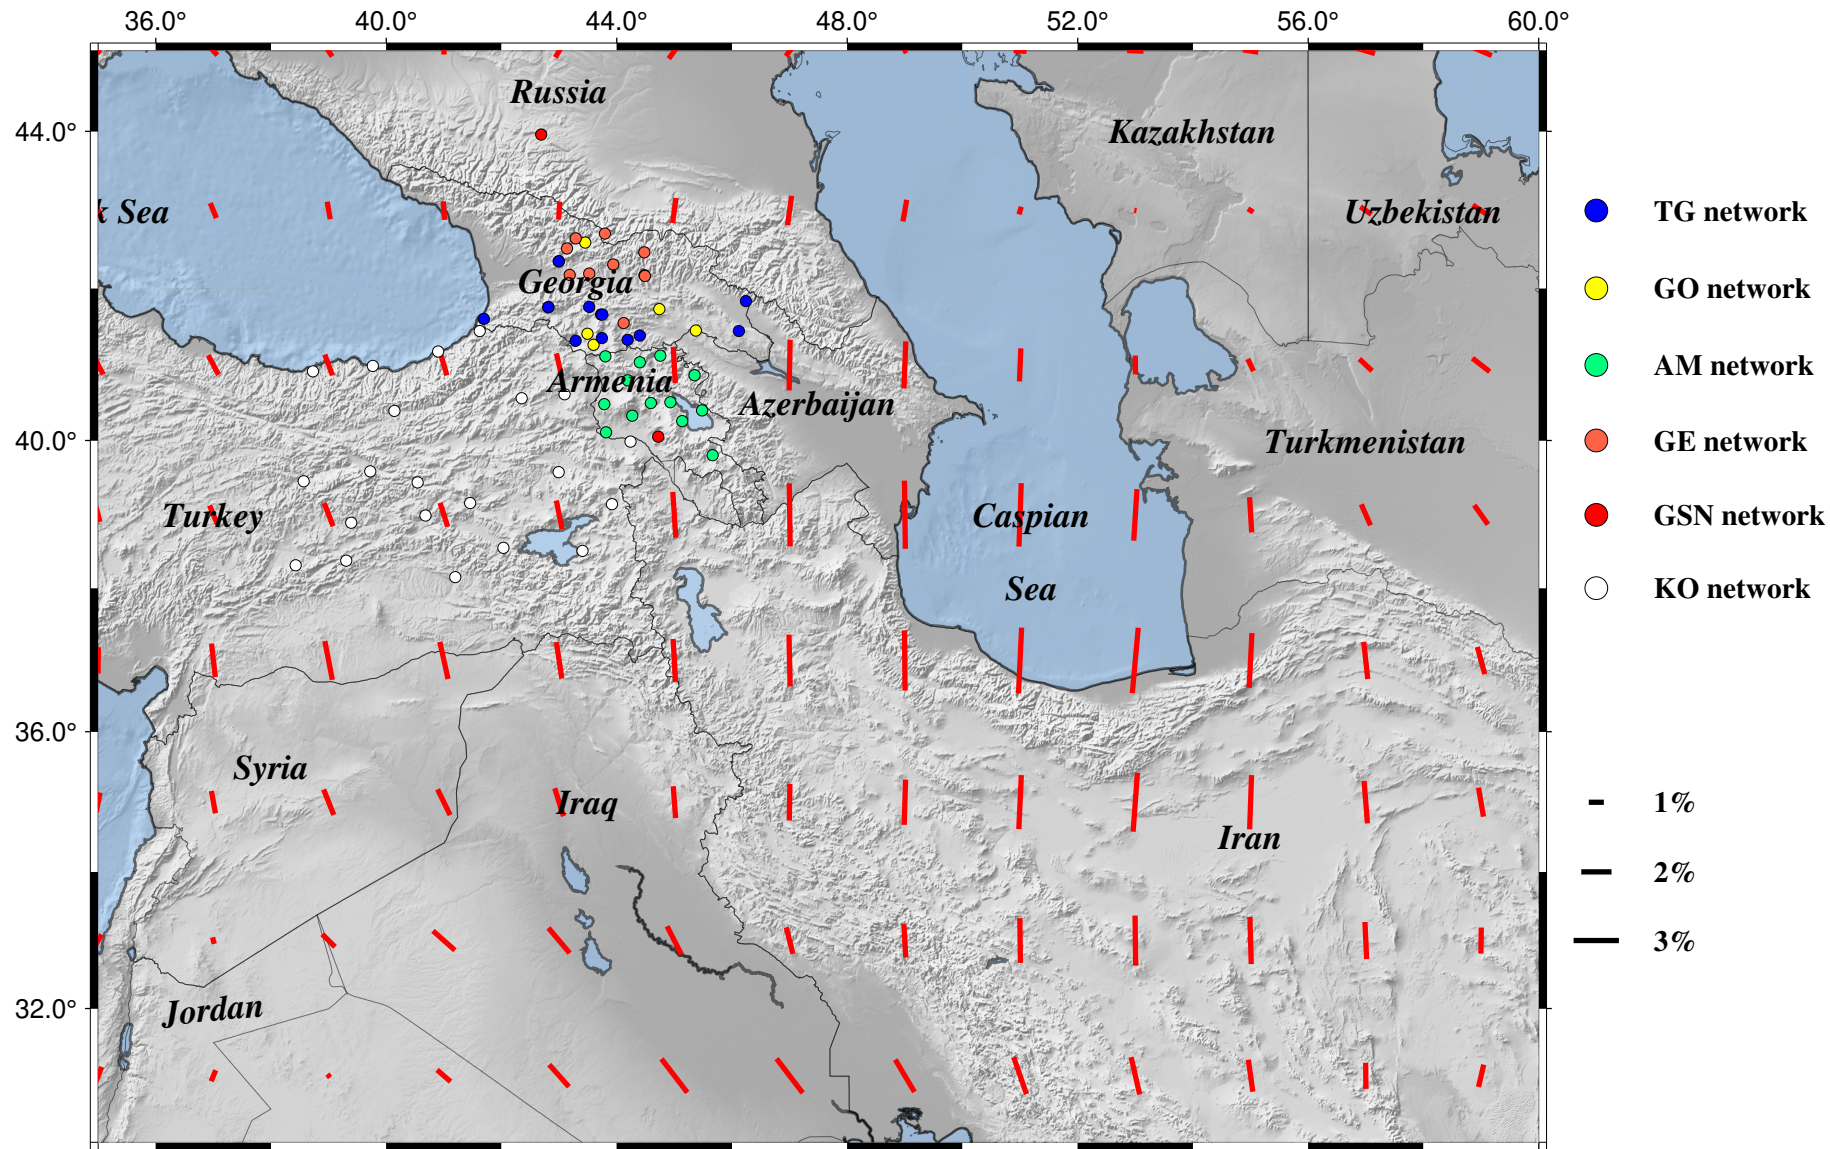 36.0° 40.0° 44.0° 48.0° 52.0° 56.0° 60.0°
Russia
44.0°
Kazakhstan
k Sea
Uzbekistan
TG network
Georgia
GO network
AM network
Armenia
Azerbaijan
40.0°
Turkmenistan
GE network
Turkey
Caspian
GSN network
Sea
KO network
36.0°
Syria
Iraq
1%
Iran
2%
3%
32.0°
Jordan